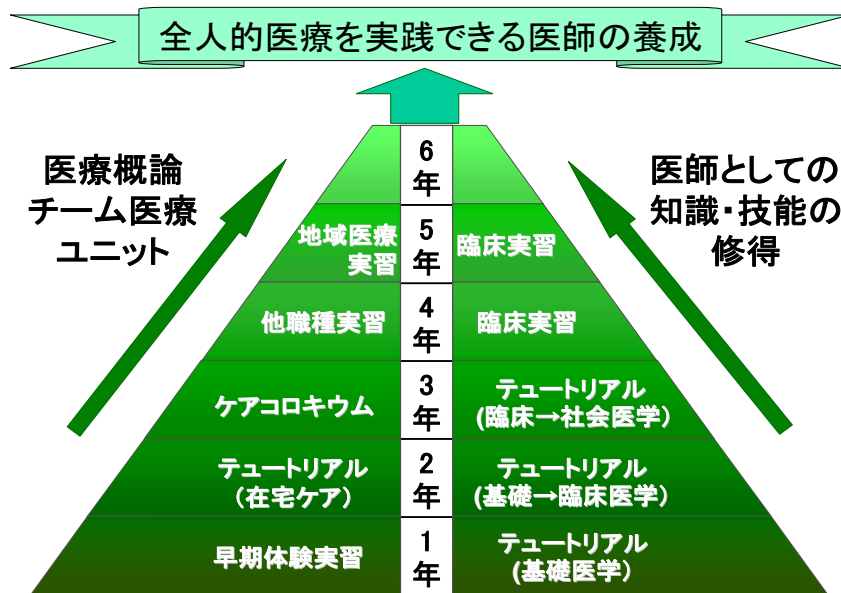 全人的医療を実践できる医師の養成
医療概論
チーム医療
ユニット
医師としての
知識・技能の
修得
6
年
地域医療
実習
5
年
臨床実習
他職種実習
4
年
臨床実習
ケアコロキウム
3
年
テュートリアル
(臨床→社会医学)
テュートリアル
(在宅ケア)
2
年
テュートリアル
(基礎→臨床医学)
早期体験実習
1
年
テュートリアル
(基礎医学)